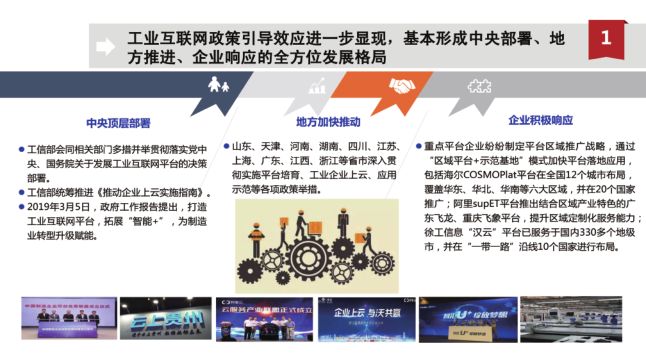 工业互联网政策引导效应进一步显现，基本形成中央部署、地
方推进、企业响应的全方位发展格局
1
中央顶层部署
工信部会同相关部门多措并举贯彻落实党中
央、国务院关于发展工业互联网平台的决策
部署。
工信部统筹推进《推动企业上云实施指南》。
2019年3月5日，政府工作报告提出，打造
工业互联网平台，拓展“智能+”，为制造
业转型升级赋能。
地方加快推动
山东、天津、河南、湖南、四川、江苏、
上海、广东、江西、浙江等省市深入贯
彻实施平台培育、工业企业上云、应用
示范等各项政策举措。
企业积极响应
重点平台企业纷纷制定平台区域推广战略，通过
“区域平台+示范基地”模式加快平台落地应用，
包括海尔COSMOPlat平台在全国12个城市布局，
覆盖华东、华北、华南等六大区域，并在20个国家
推广；阿里supET平台推出结合区域产业特色的广
东飞龙、重庆飞象平台，提升区域定制化服务能力；
徐工信息“汉云”平台已服务于国内330多个地级
市，并在“一带一路”沿线10个国家进行布局。
云上贵州
云服务产业联盟正式成立
企业上云 与沃共赢
U+ 绽放梦想